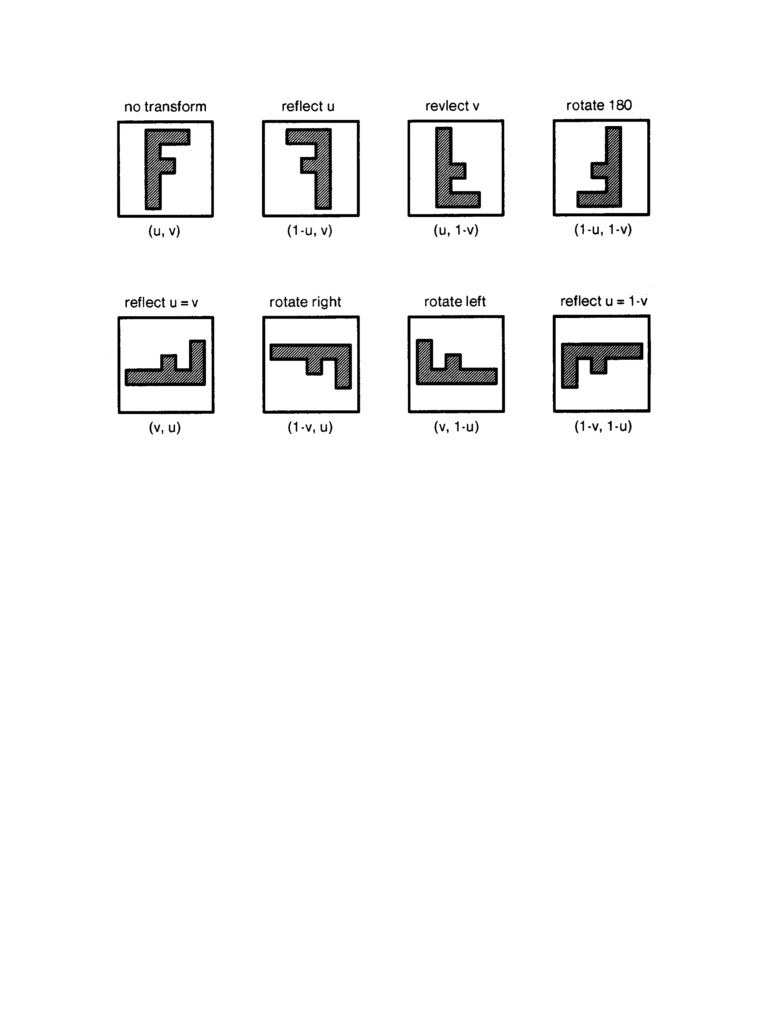 no transform reflect u revlect v rotate 180
(u, v) (1-u, v) (u, 1-v) (1-u, 1-v)
reflect u = v rotate right rotate left reflect u = 1-v
(v, u) (1-v, u) (v, 1-u) (1-v, 1-u)